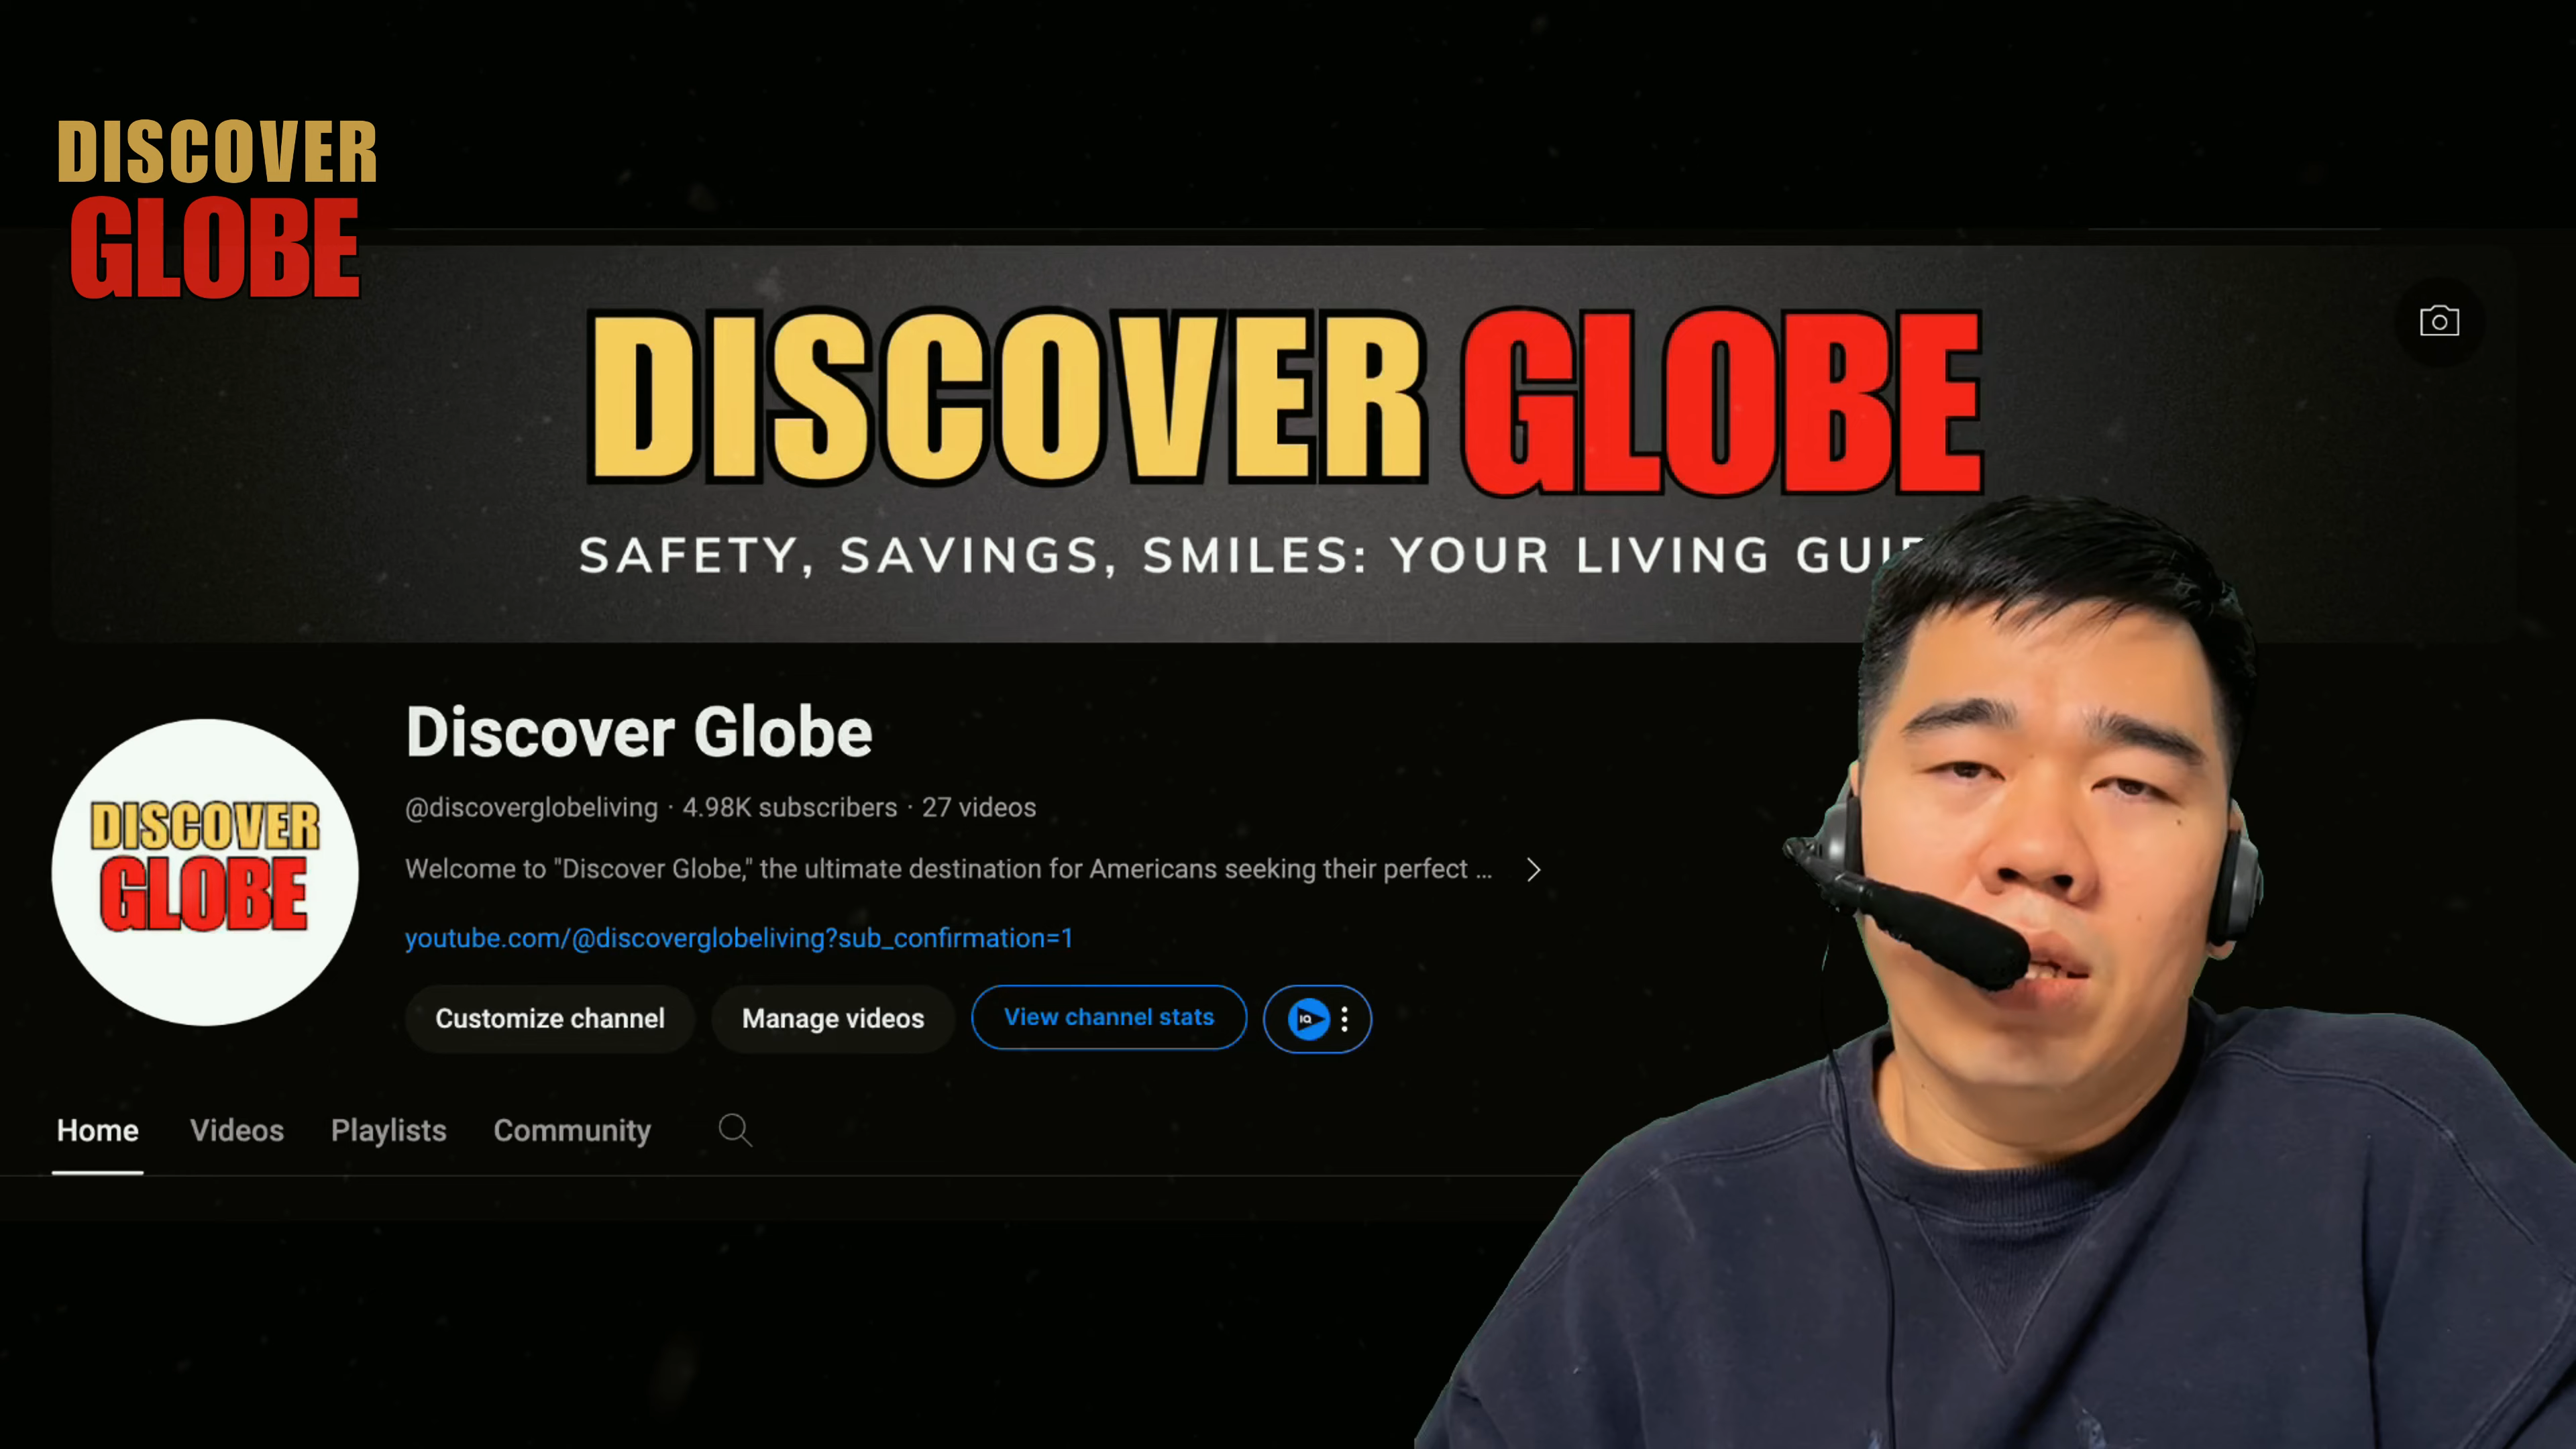 DISCOVER
GLOBE
DISCOVER GLOBE
SAFETY, SAVINGS, SMILES: YOUR LIVING
Discover Globe
@discoverglobeliving · 4.98K subscribers · 27 videos
Welcome to "Discover Globe," the ultimate destination for Americans seeking their perfect ...
youtube.com/@discoverglobeliving?sub_confirmation=1
Customize channel Manage videos View channel stats IQ
Home Videos Playlists Community
DISCOVER
GLOBE